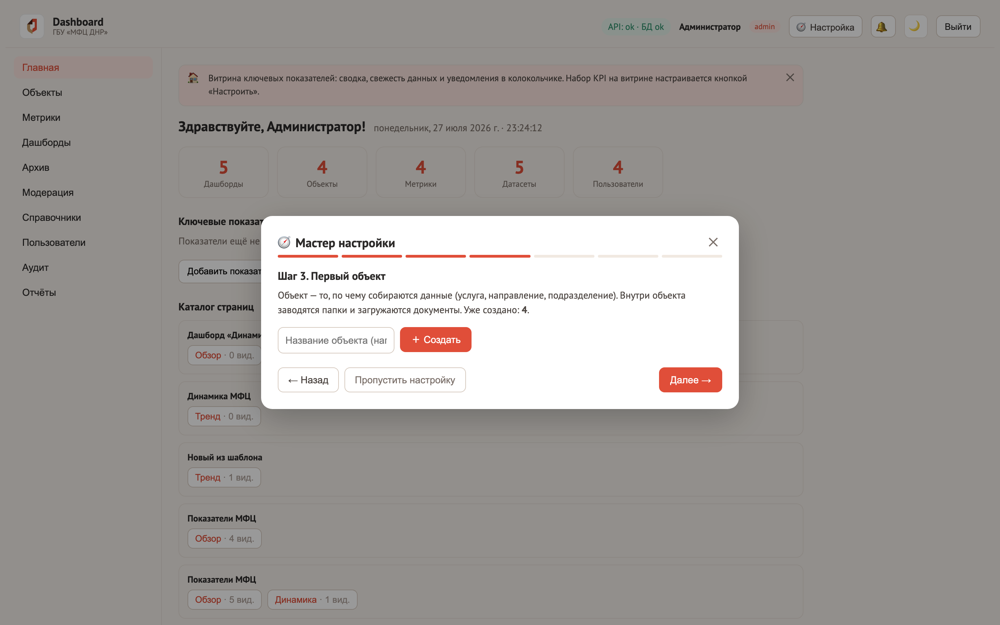 Dashboard
ГБУ «МФЦ ДНР»
API: ok · БД ok
Администратор
admin
Настройка
Выйти
Главная
Объекты
Метрики
Дашборды
Архив
Модерация
Справочники
Пользователи
Аудит
Отчёты
Витрина ключевых показателей: сводка, свежесть данных и уведомления в колокольчике. Набор KPI на витрине настраивается кнопкой
«Настроить».
Здравствуйте, Администратор!
понедельник, 27 июля 2026 г. · 23:24:12
5
Дашборды
4
Объекты
4
Метрики
5
Датасеты
4
Пользователи
Ключевые показат
Показатели ещё не
Добавить показат
Каталог страниц
Дашборд «Динами
Обзор · 0 вид.
Динамика МФЦ
Тренд · 0 вид.
Новый из шаблона
Тренд · 1 вид.
Показатели МФЦ
Обзор · 4 вид.
Показатели МФЦ
Обзор · 5 вид.
Динамика · 1 вид.
Мастер настройки
Шаг 3. Первый объект
Объект — то, по чему собираются данные (услуга, направление, подразделение). Внутри объекта
заводятся папки и загружаются документы. Уже создано: 4.
Название объекта (наг
+ Создать
← Назад
Пропустить настройку
Далее →